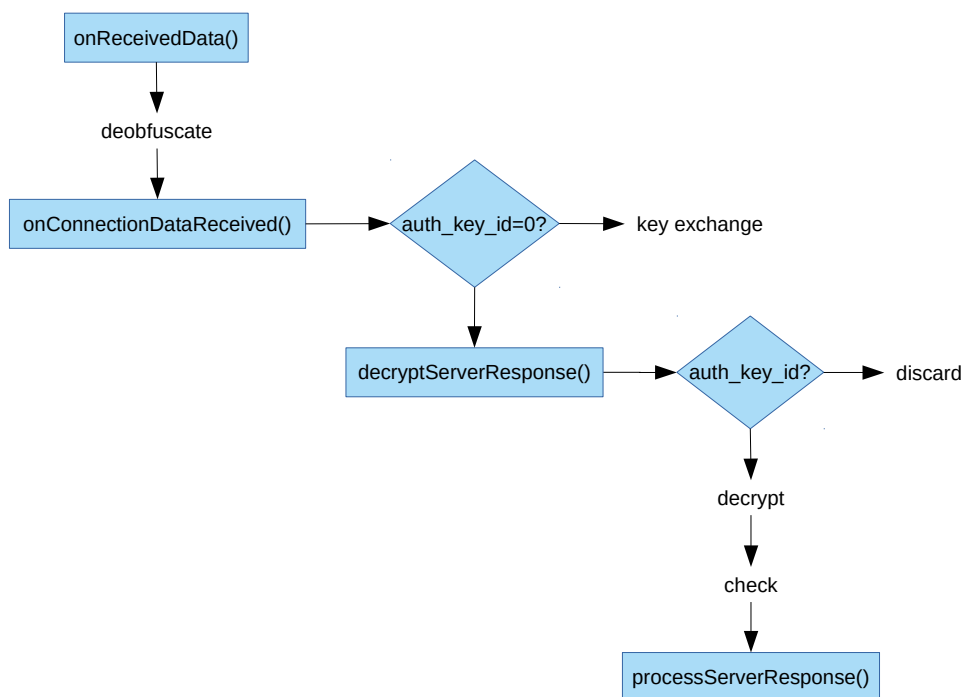 onReceivedData()
deobfuscate
onConnectionDataReceived()
auth_key_id=0?
key exchange
decryptServerResponse()
auth_key_id?
discard
decrypt
check
processServerResponse()